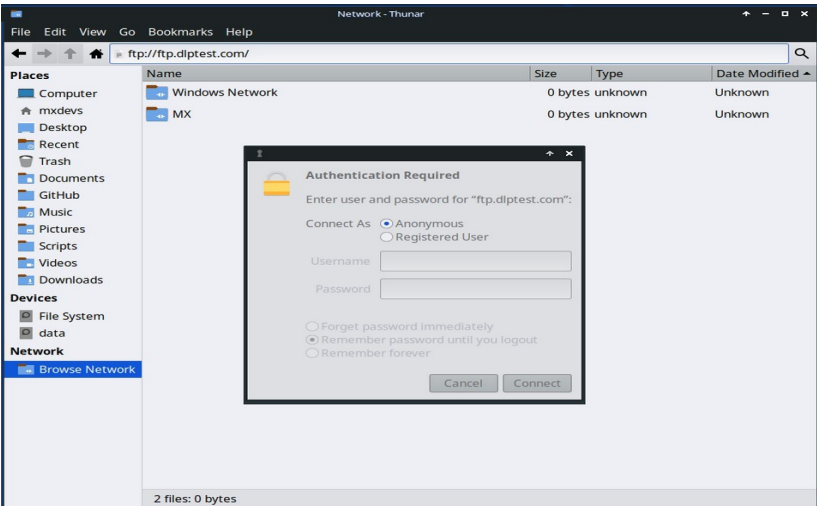 Network - Thunar
File Edit View Go Bookmarks Help
ftp://ftp.dlptest.com/
Places
Computer
mxdevs
Desktop
Recent
Trash
Documents
GitHub
Music
Pictures
Scripts
Videos
Downloads
Devices
File System
data
Network
Browse Network
Name Size Type Date Modified
Windows Network 0 bytes unknown Unknown
MX 0 bytes unknown Unknown
Authentication Required
Enter user and password for “ftp.dlptest.com”:
Connect As Anonymous
Registered User
Username
Password
Forget password immediately
Remember password until you logout
Remember forever
Cancel Connect
2 files: 0 bytes